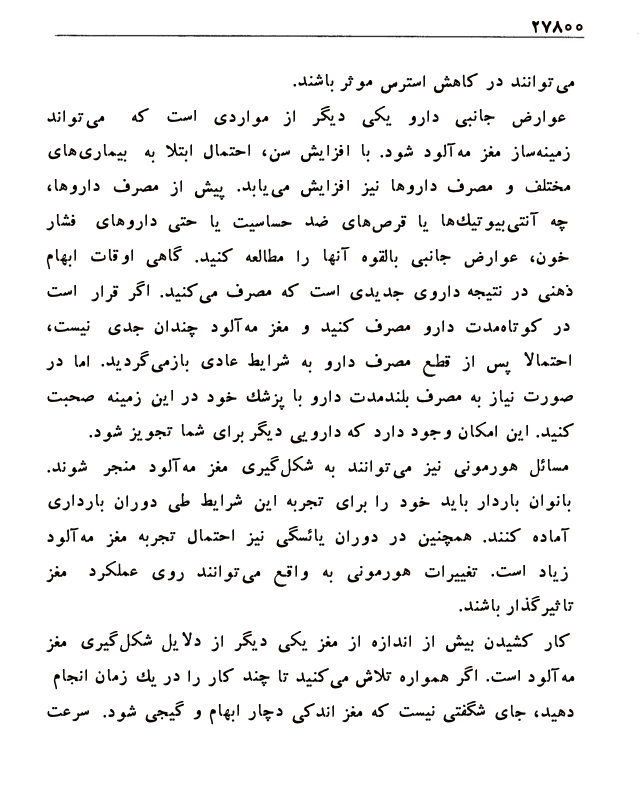 ۲۷۸۰۰
می‌توانند در کاهش استرس موثر باشند.
عوارض جانبی دارو یکی دیگر از مواردی است که می‌تواند
زمینه‌ساز مغز مه‌آلود شود. با افزایش سن، احتمال ابتلا به بیماری‌های
مختلف و مصرف داروها نیز افزایش می‌یابد. پیش از مصرف داروها،
چه آنتی‌بیوتیك‌ها یا قرص‌های ضد حساسیت یا حتی داروهای فشار
خون، عوارض جانبی بالقوه آنها را مطالعه کنید. گاهی اوقات ابهام
ذهنی در نتیجه داروی جدیدی است که مصرف می‌کنید. اگر قرار است
در کوتاه‌مدت دارو مصرف کنید و مغز مه‌آلود چندان جدی نیست،
احتمالا پس از قطع مصرف دارو به شرایط عادی بازمی‌گردید. اما در
صورت نیاز به مصرف بلندمدت دارو با پزشك خود در این زمینه صحبت
کنید. این امکان وجود دارد که دارویی دیگر برای شما تجویز شود.
مسائل هورمونی نیز می‌توانند به شکل‌گیری مغز مه‌آلود منجر شوند.
بانوان باردار باید خود را برای تجربه این شرایط طی دوران بارداری
آماده کنند. همچنین در دوران یائسگی نیز احتمال تجربه مغز مه‌آلود
زیاد است. تغییرات هورمونی به واقع می‌توانند روی عملکرد مغز
تاثیرگذار باشند.
کار کشیدن بیش از اندازه از مغز یکی دیگر از دلایل شکل‌گیری مغز
مه‌آلود است. اگر همواره تلاش می‌کنید تا چند کار را در یك زمان انجام
دهید، جای شگفتی نیست که مغز اندکی دچار ابهام و گیجی شود. سرعت